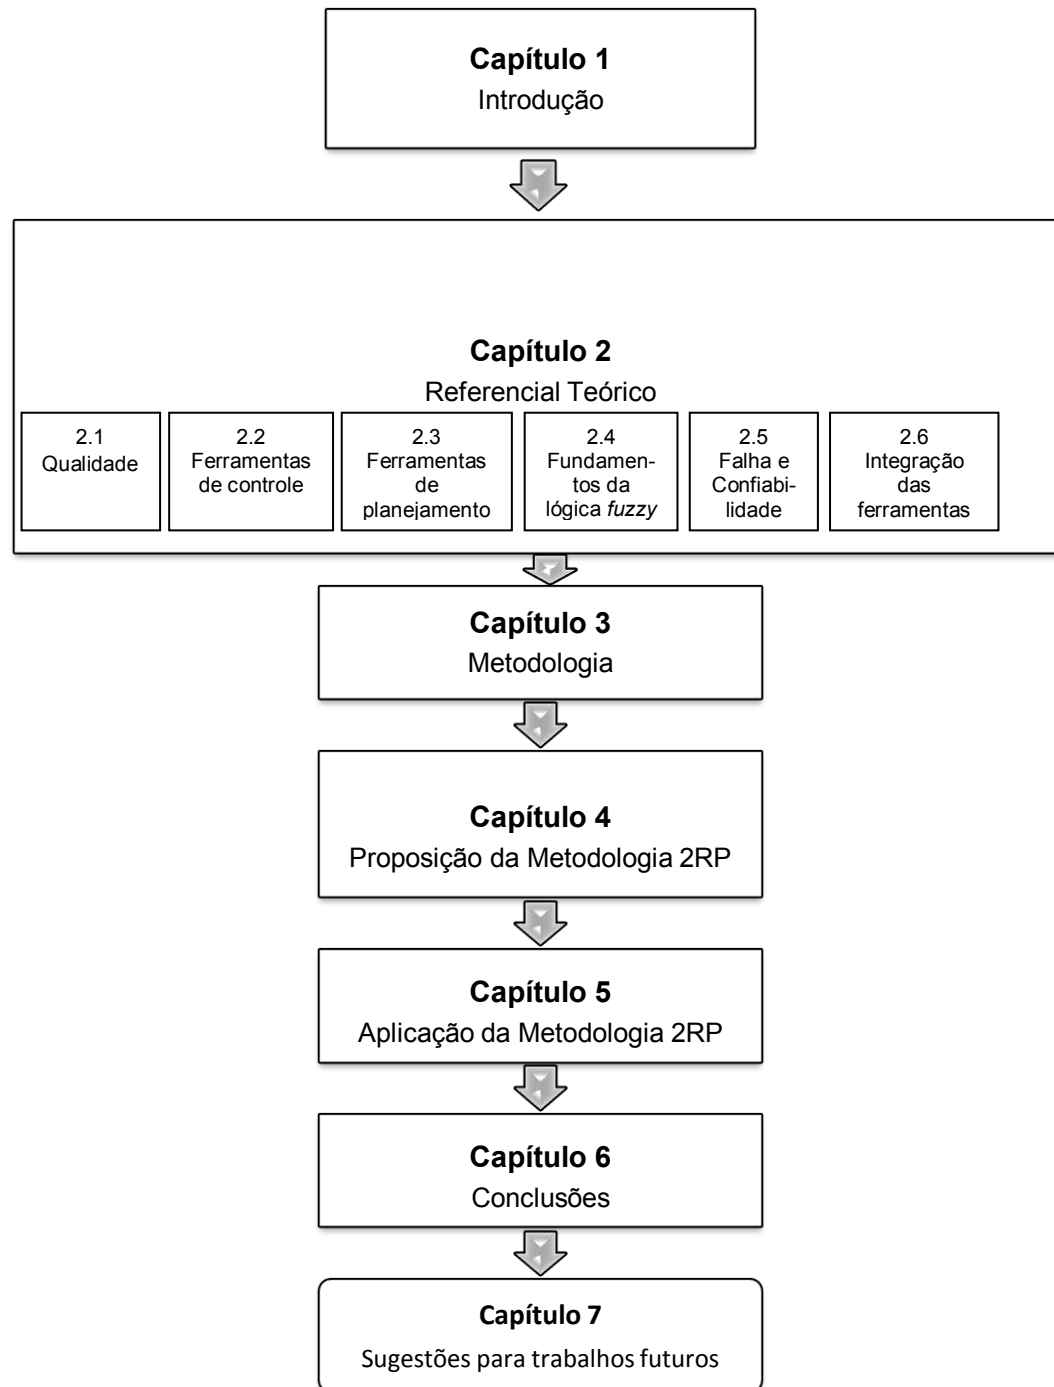 Capítulo 1
Introdução
Capítulo 2
Referencial Teórico
2.1
Qualidade
2.2
Ferramentas
de controle
2.3
Ferramentas
de
planejamento
2.4
Fundamen-
tos da
lógica fuzzy
2.5
Falha e
Confiabi-
lidade
2.6
Integração
das
ferramentas
Capítulo 3
Metodologia
Capítulo 4
Proposição da Metodologia 2RP
Capítulo 5
Aplicação da Metodologia 2RP
Capítulo 6
Conclusões
Capítulo 7
Sugestões para trabalhos futuros